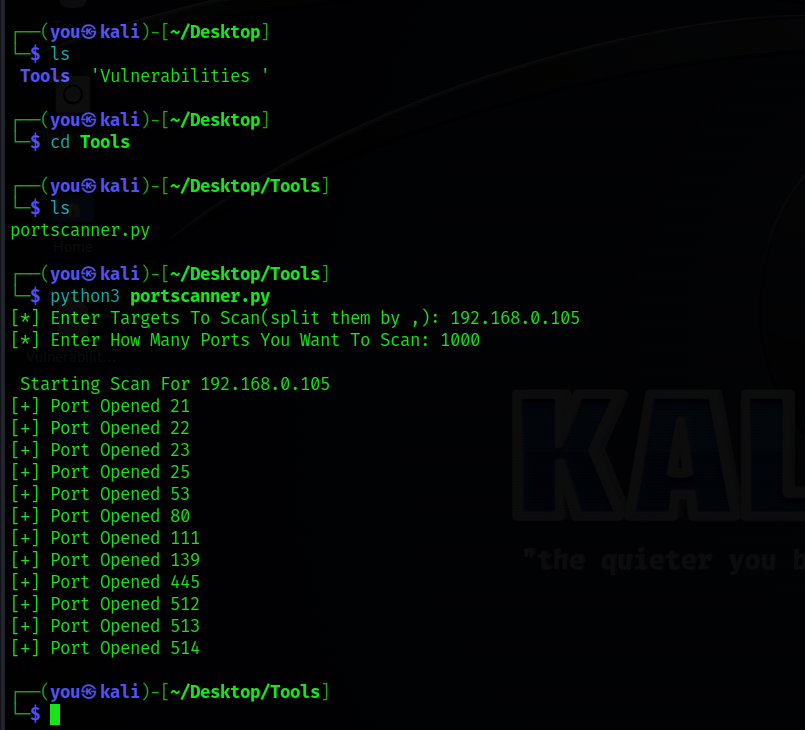 ┌──(you㉿kali)-[~/Desktop]
└─$ ls
Tools  'Vulnerabilities '
┌──(you㉿kali)-[~/Desktop]
└─$ cd Tools
┌──(you㉿kali)-[~/Desktop/Tools]
└─$ ls
portscanner.py
Home
┌──(you㉿kali)-[~/Desktop/Tools]
└─$ python3 portscanner.py
[*] Enter Targets To Scan(split them by ,): 192.168.0.105
[*] Enter How Many Ports You Want To Scan: 1000
Vulnerabili...
Starting Scan For 192.168.0.105
[+] Port Opened 21
[+] Port Opened 22
[+] Port Opened 23
[+] Port Opened 25
[+] Port Opened 53
[+] Port Opened 80
[+] Port Opened 111
[+] Port Opened 139
[+] Port Opened 445
[+] Port Opened 512
[+] Port Opened 513
[+] Port Opened 514
KAL
"the quieter you b
┌──(you㉿kali)-[~/Desktop/Tools]
└─$